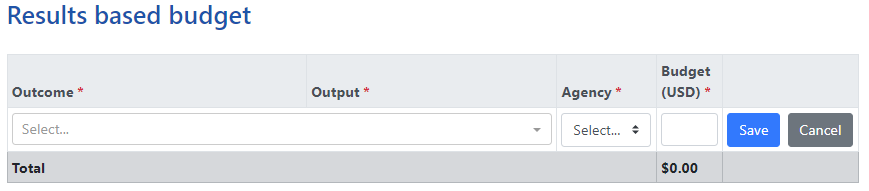 Results based budget
Outcome * Output * Agency * Budget (USD) *
Select... Select... Save Cancel
Total $0.00